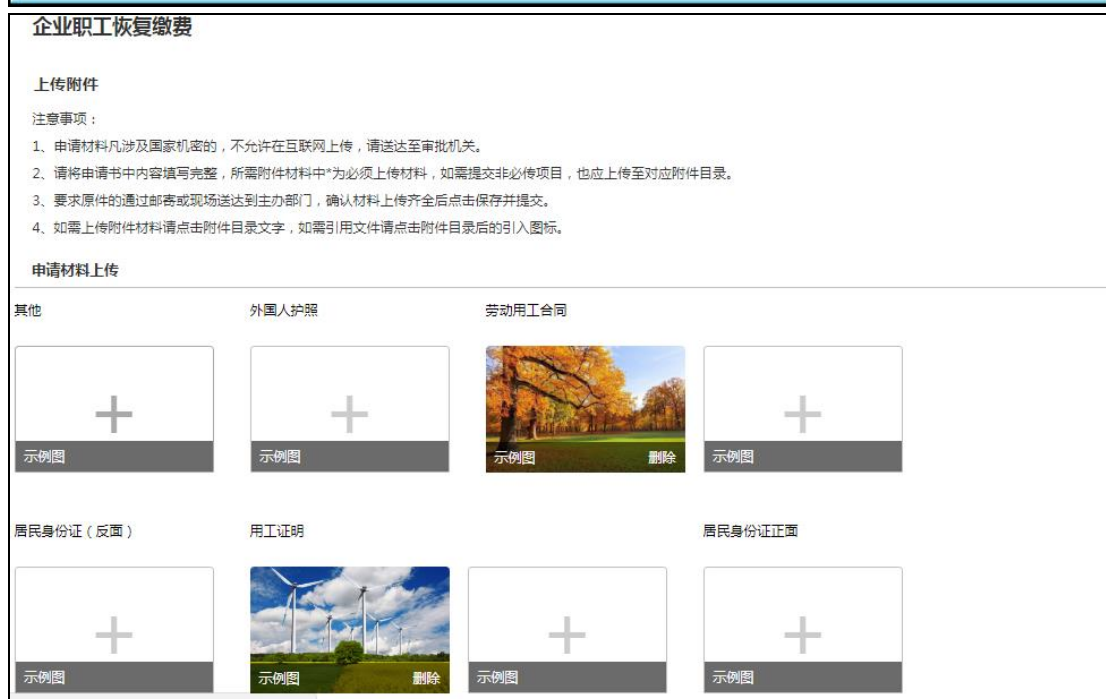 企业职工恢复缴费
上传附件
注意事项：
1、申请材料凡涉及国家机密的，不允许在互联网上传，请送达至审批机关。
2、请将申请书中内容填写完整，所需附件材料中*为必须上传材料，如需提交非必传项目，也应上传至对应附件目录。
3、要求原件的通过邮寄或现场送达到主办部门，确认材料上传齐全后点击保存并提交。
4、如需上传附件材料请点击附件目录文字，如需引用文件请点击附件目录后的引入图标。
申请材料上传
其他 外国人护照 劳动用工合同
示例图 示例图 示例图 删除 示例图
居民身份证（反面） 用工证明 居民身份证正面
示例图 示例图 删除 示例图 示例图